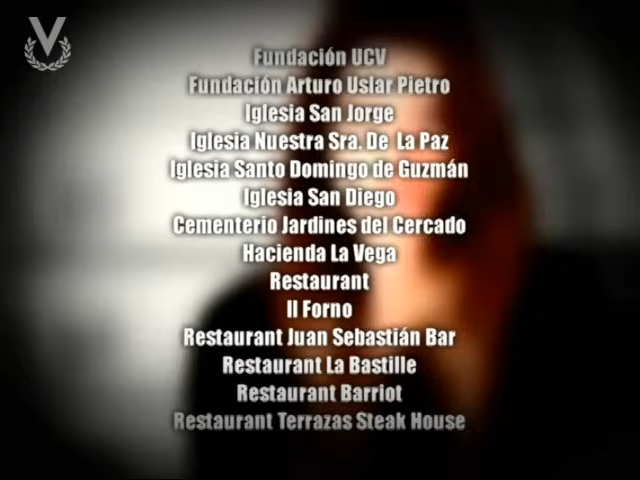 Fundación UCV
Fundación Arturo Uslar Pietro
Iglesia San Jorge
Iglesia Nuestra Sra. De La Paz
Iglesia Santo Domingo de Guzmán
Iglesia San Diego
Cementerio Jardines del Cercado
Hacienda La Vega
Restaurant
Il Forno
Restaurant Juan Sebastián Bar
Restaurant La Bastille
Restaurant Barriot
Restaurant Terrazas Steak House